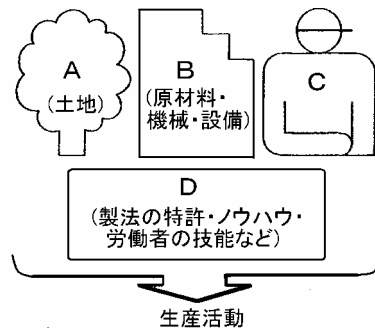 A
(土地)
B
(原材料・
機械・設備)
C
D
(製法の特許・ノウハウ・
労働者の技能など)
生産活動